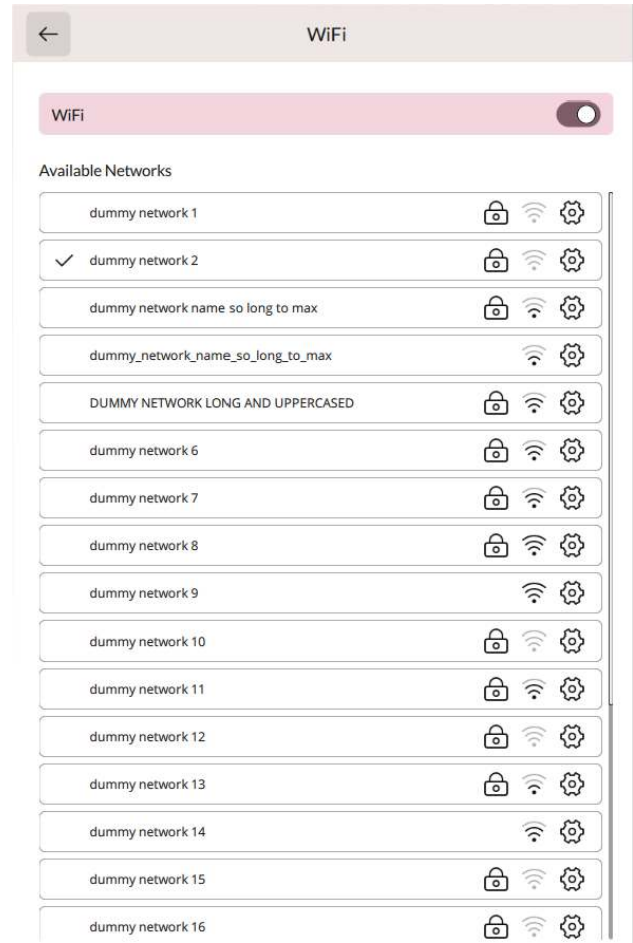 WiFi
WiFi
Available Networks
dummy network 1
dummy network 2
dummy network name so long to max
dummy_network_name_so_long_to_max
DUMMY NETWORK LONG AND UPPERCASED
dummy network 6
dummy network 7
dummy network 8
dummy network 9
dummy network 10
dummy network 11
dummy network 12
dummy network 13
dummy network 14
dummy network 15
dummy network 16